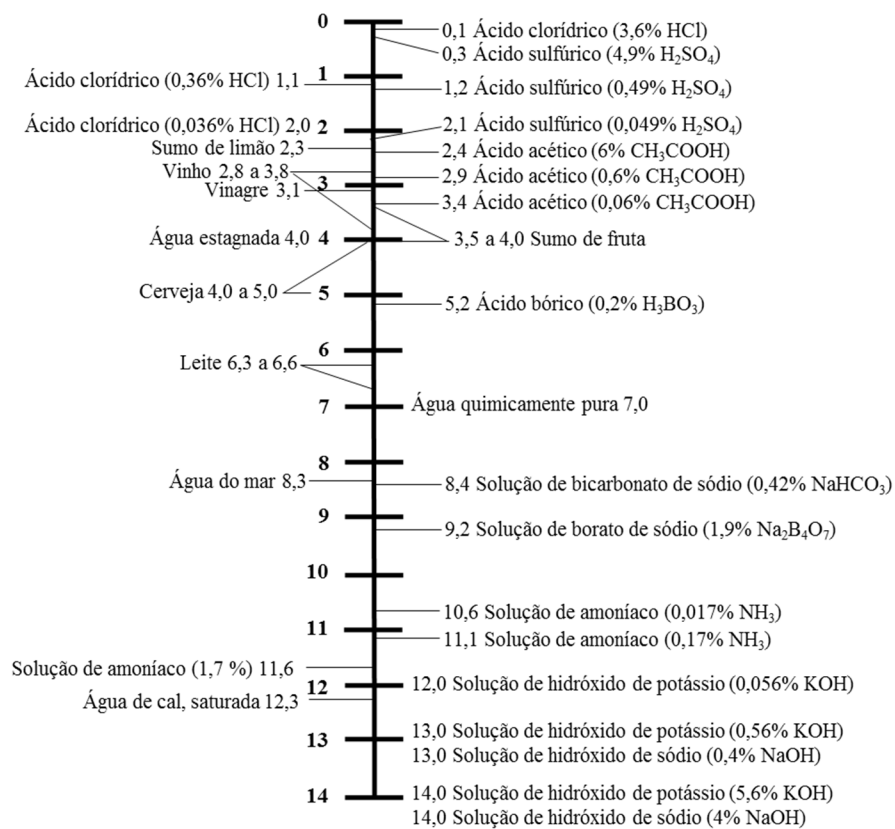 0
0,1 Ácido clorídrico (3,6% HCl)
0,3 Ácido sulfúrico (4,9% H₂SO₄)
1
Ácido clorídrico (0,36% HCl) 1,1
1,2 Ácido sulfúrico (0,49% H₂SO₄)
Ácido clorídrico (0,036% HCl) 2,0
2
2,1 Ácido sulfúrico (0,049% H₂SO₄)
Sumo de limão 2,3
2,4 Ácido acético (6% CH₃COOH)
Vinho 2,8 a 3,8
2,9 Ácido acético (0,6% CH₃COOH)
3
Vinagre 3,1
3,4 Ácido acético (0,06% CH₃COOH)
Água estagnada 4,0
4
3,5 a 4,0 Sumo de fruta
Cerveja 4,0 a 5,0
5
5,2 Ácido bórico (0,2% H₃BO₃)
6
Leite 6,3 a 6,6
7
Água quimicamente pura 7,0
8
Água do mar 8,3
8,4 Solução de bicarbonato de sódio (0,42% NaHCO₃)
9
9,2 Solução de borato de sódio (1,9% Na₂B₄O₇)
10
10,6 Solução de amoníaco (0,017% NH₃)
11
11,1 Solução de amoníaco (0,17% NH₃)
Solução de amoníaco (1,7 %) 11,6
12
12,0 Solução de hidróxido de potássio (0,056% KOH)
Água de cal, saturada 12,3
13
13,0 Solução de hidróxido de potássio (0,56% KOH)
13,0 Solução de hidróxido de sódio (0,4% NaOH)
14
14,0 Solução de hidróxido de potássio (5,6% KOH)
14,0 Solução de hidróxido de sódio (4% NaOH)